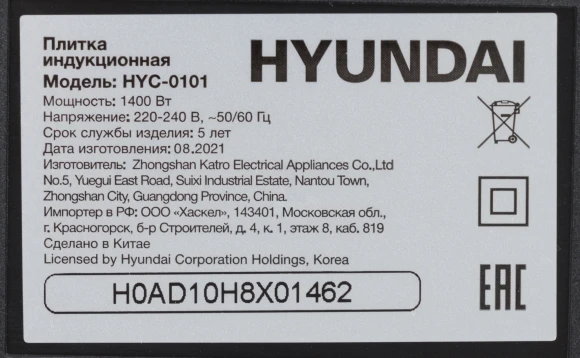 Плитка
индукционная
HYUNDAI
Модель: HYC-0101
Мощность: 1400 Вт
Напряжение: 220-240 В, ~50/60 Гц
Срок службы изделия: 5 лет
Дата изготовления: 08.2021
Изготовитель: Zhongshan Katro Electrical Appliances Co.,Ltd
No.5, Yuegui East Road, Suixi Industrial Estate, Nantou Town,
Zhongshan City, Guangdong Province, China.
Импортер в РФ: ООО «Хаскел», 143401, Московская обл.,
г. Красногорск, б-р Строителей, д. 4, к. 1, этаж 8, каб. 819
Сделано в Китае
Licensed by Hyundai Corporation Holdings, Korea
H0AD10H8X01462
EAC